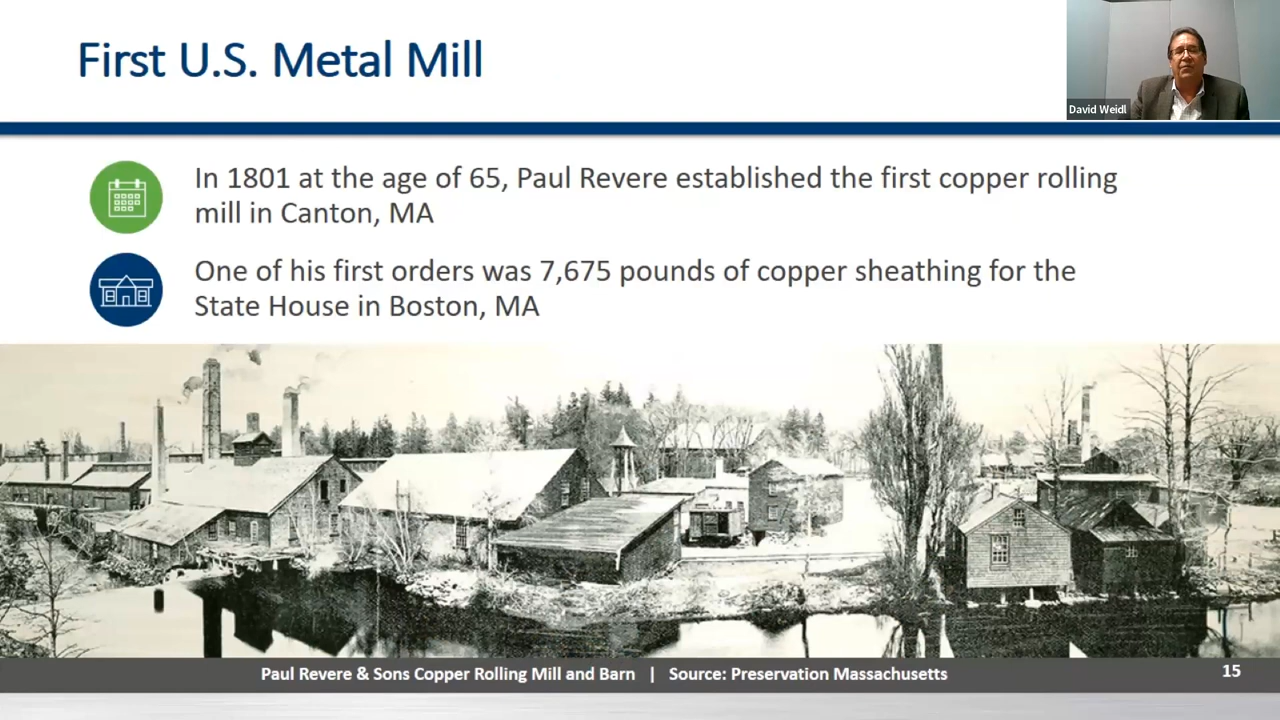 First U.S. Metal Mill
David Weidl
In 1801 at the age of 65, Paul Revere established the first copper rolling
mill in Canton, MA
One of his first orders was 7,675 pounds of copper sheathing for the
State House in Boston, MA
Paul Revere & Sons Copper Rolling Mill and Barn | Source: Preservation Massachusetts
15